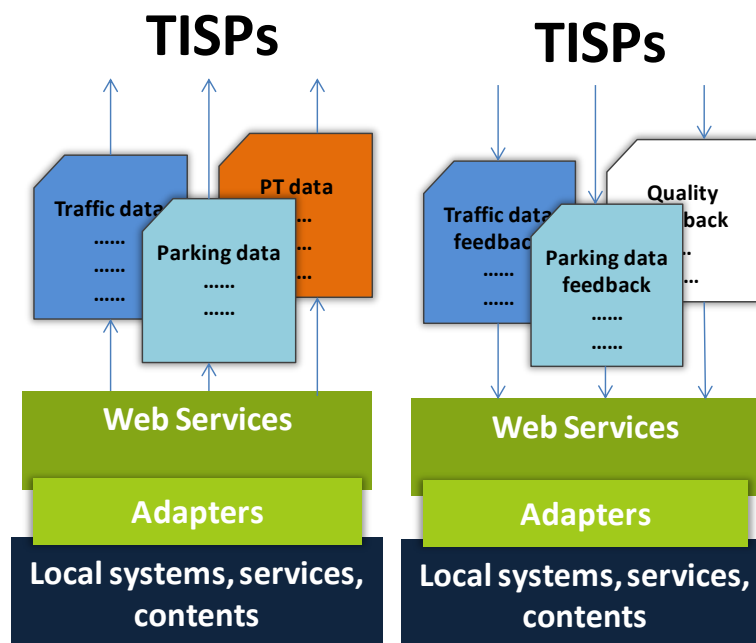 TISPs
Traffic data
......
......
......
PT data
Parking data
......
......
Web Services
Adapters
Local systems, services,
contents
TISPs
Traffic data
feedback
......
......
Quality
Parking data
feedback
......
......
Web Services
Adapters
Local systems, services,
contents